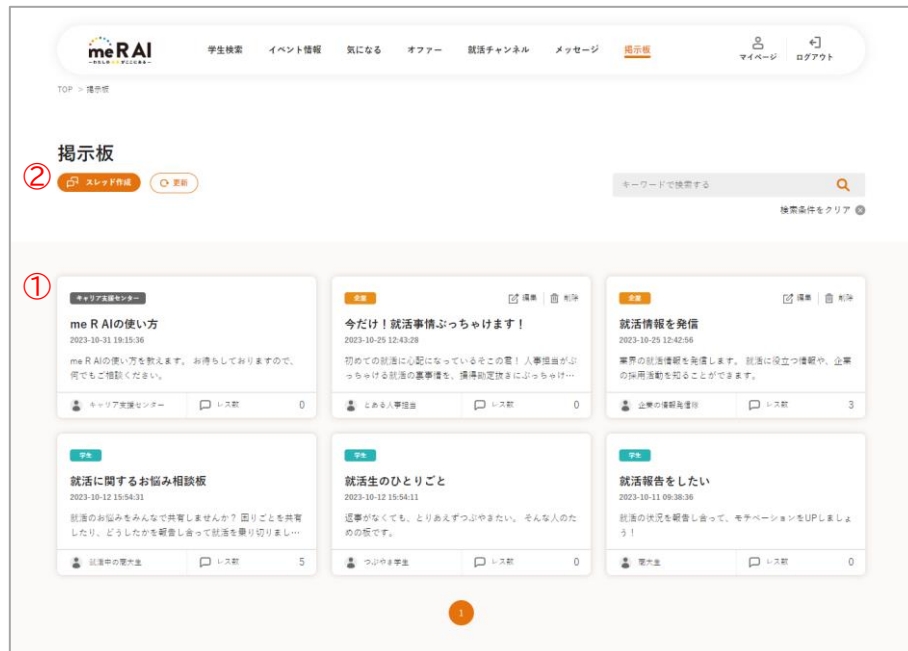 me R AI
学生検索 イベント情報 気になる オファー 就活チャンネル メッセージ 掲示板 マイページ ログアウト
TOP > 掲示板
掲示板
② スレッド作成 更新 キーワードで検索する
検索条件をクリア
①
キャリア支援センター
me R AIの使い方
2023-10-31 19:15:36
me R AIの使い方を教えます。 お待ちしておりますので、
何でもご相談ください。
キャリア支援センター レス数 0
企業 編集 削除
今だけ！就活事情ぶっちゃけます！
2023-10-25 12:43:28
初めての就活に心配になっているそこの君！ 人事担当がぶ
っちゃける就活の裏事情を、損得勘定抜きにぶっちゃけ…
とある人事担当 レス数 0
企業 編集 削除
就活情報を発信
2023-10-25 12:42:56
業界の就活情報を発信します。 就活に役立つ情報や、企業
の採用活動を知ることができます。
企業の情報発信隊 レス数 3
学生
就活に関するお悩み相談板
2023-10-12 15:54:31
就活のお悩みをみんなで共有しませんか？ 困りごとを共有
したり、どうしたかを報告し合って就活を乗り切りまし…
就活中の商大生 レス数 5
学生
就活生のひとりごと
2023-10-12 15:54:11
返事がなくても、とりあえずつぶやきたい。 そんな人のた
めの板です。
つぶやき学生 レス数 0
学生
就活報告をしたい
2023-10-11 09:38:36
就活の状況を報告し合って、モチベーションをUPしましょ
う！
商大生 レス数 0
1